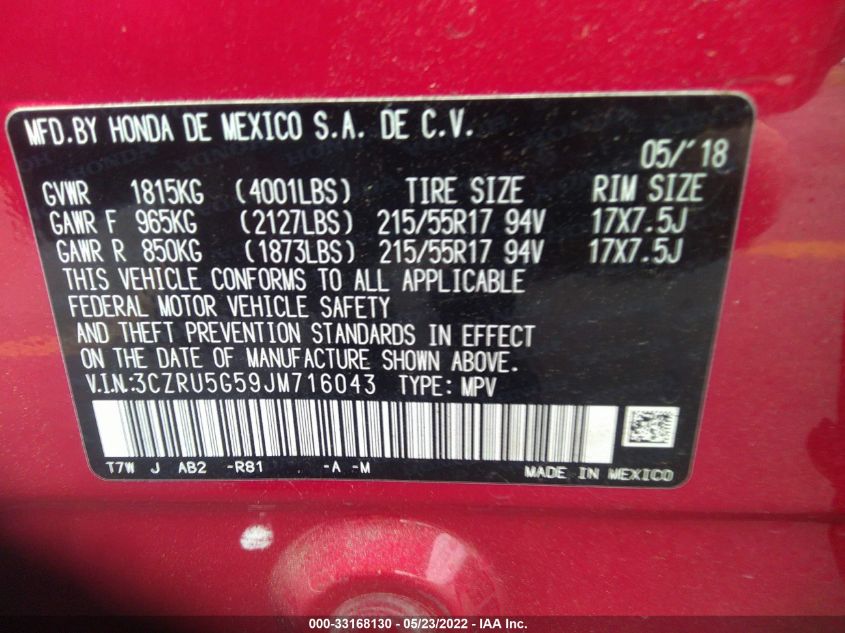 MFD.BY HONDA DE MEXICO S.A. DE C.V.
05/'18
GVWR 1815KG (4001LBS) TIRE SIZE RIM SIZE
GAWR F 965KG (2127LBS) 215/55R17 94V 17X7.5J
GAWR R 850KG (1873LBS) 215/55R17 94V 17X7.5J
THIS VEHICLE CONFORMS TO ALL APPLICABLE
FEDERAL MOTOR VEHICLE SAFETY
AND THEFT PREVENTION STANDARDS IN EFFECT
ON THE DATE OF MANUFACTURE SHOWN ABOVE.
V.I.N:3CZRU5G59JM716043 TYPE: MPV
T7W J AB2 -R81 -A -M
MADE IN MEXICO
000-33168130 - 05/23/2022 - IAA Inc.